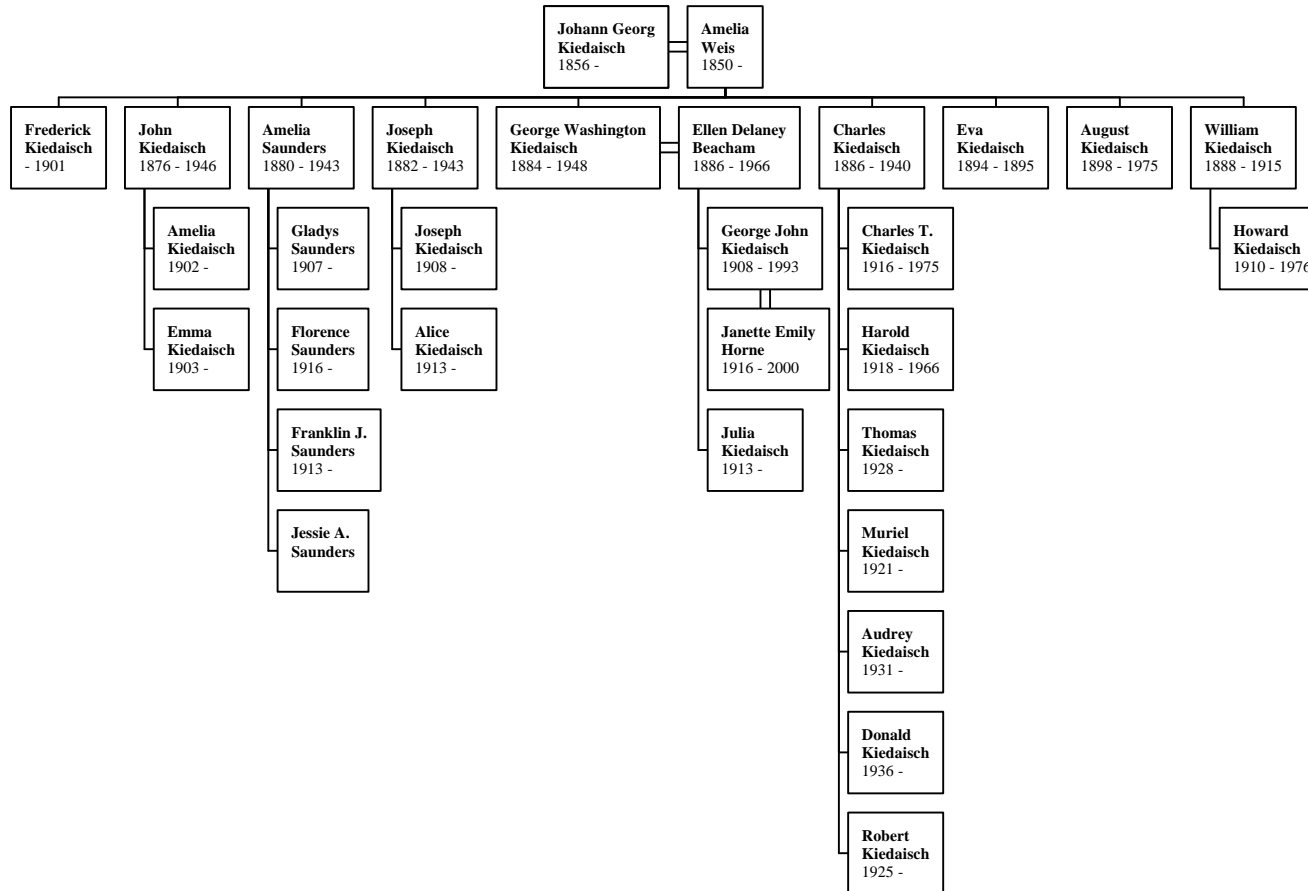 Johann Georg
Kiedaisch
1856 -
Amelia
Weis
1850 -
Frederick
Kiedaisch
- 1901
John
Kiedaisch
1876 - 1946
Amelia
Saunders
1880 - 1943
Joseph
Kiedaisch
1882 - 1943
George Washington
Kiedaisch
1884 - 1948
Ellen Delaney
Beacham
1886 - 1966
Charles
Kiedaisch
1886 - 1940
Eva
Kiedaisch
1894 - 1895
August
Kiedaisch
1898 - 1975
William
Kiedaisch
1888 - 1915
Amelia
Kiedaisch
1902 -
Gladys
Saunders
1907 -
Joseph
Kiedaisch
1908 -
George John
Kiedaisch
1908 - 1993
Charles T.
Kiedaisch
1916 - 1975
Howard
Kiedaisch
1910 - 1976
Emma
Kiedaisch
1903 -
Florence
Saunders
1916 -
Alice
Kiedaisch
1913 -
Janette Emily
Horne
1916 - 2000
Harold
Kiedaisch
1918 - 1966
Franklin J.
Saunders
1913 -
Julia
Kiedaisch
1913 -
Thomas
Kiedaisch
1928 -
Jessie A.
Saunders
Muriel
Kiedaisch
1921 -
Audrey
Kiedaisch
1931 -
Donald
Kiedaisch
1936 -
Robert
Kiedaisch
1925 -